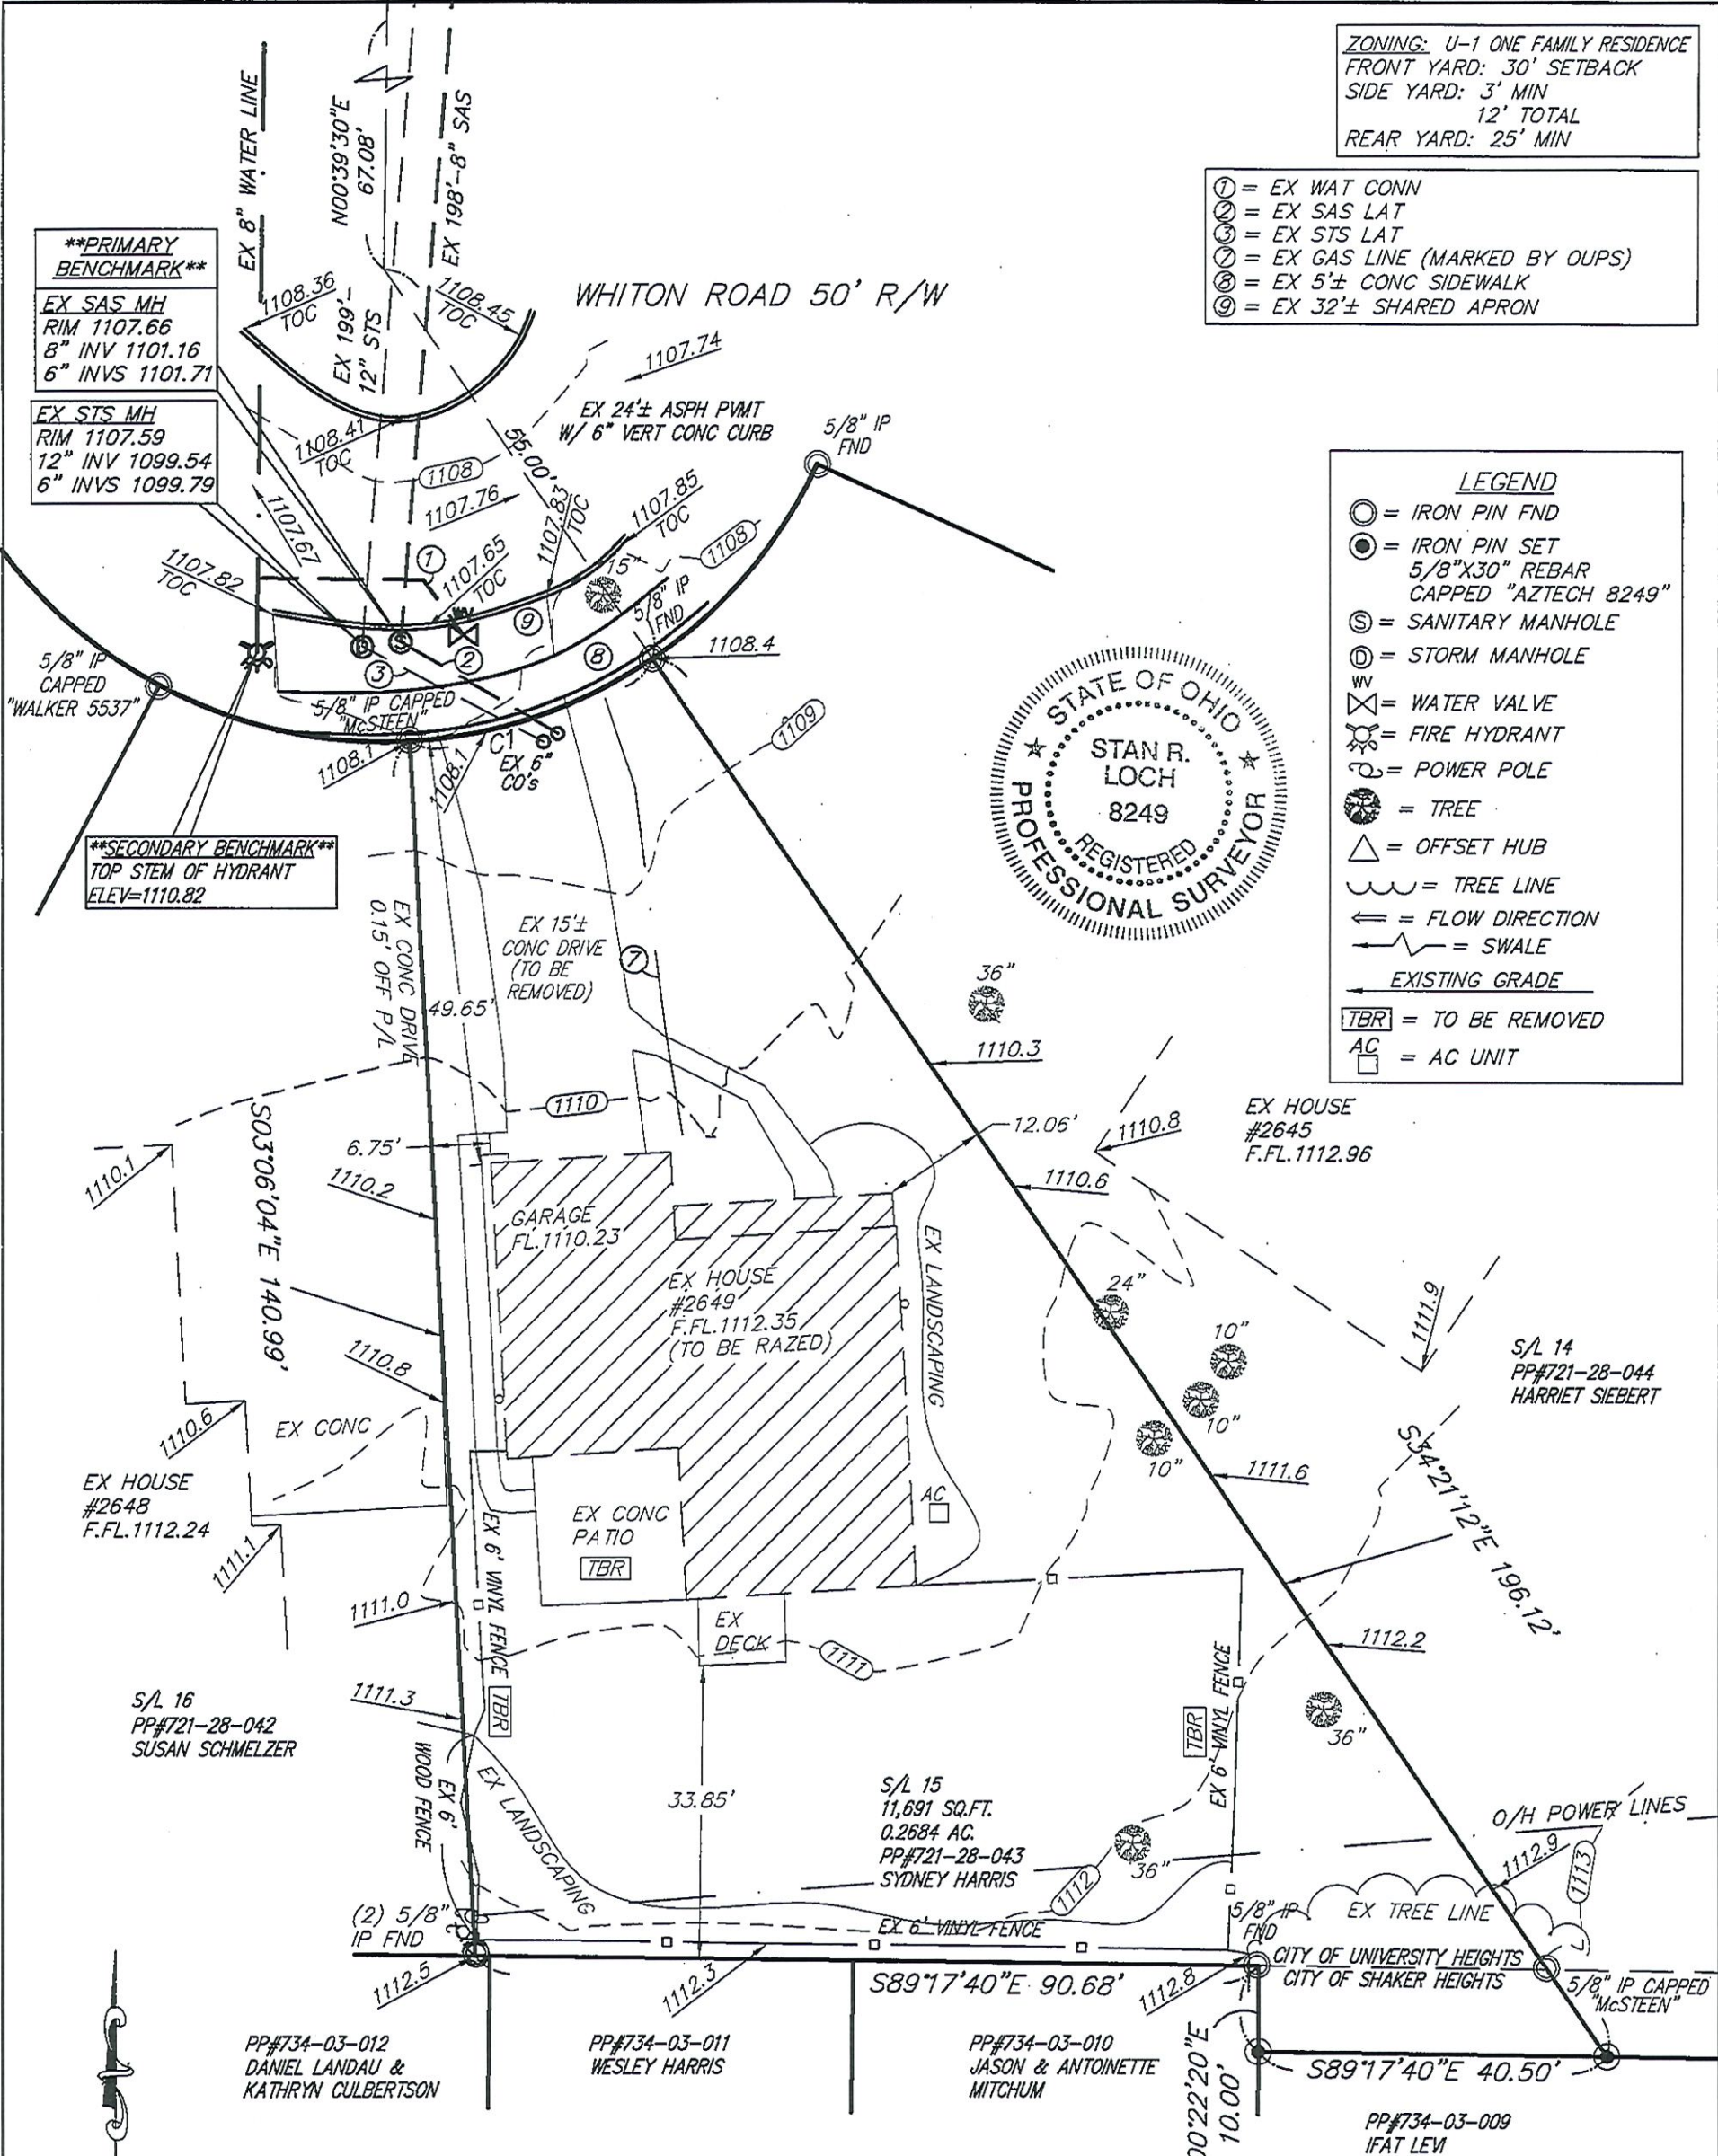 ZONING: U-1 ONE FAMILY RESIDENCE
FRONT YARD: 30' SETBACK
SIDE YARD: 3' MIN
12' TOTAL
REAR YARD: 25' MIN
① = EX WAT CONN
② = EX SAS LAT
③ = EX STS LAT
⑦ = EX GAS LINE (MARKED BY OUPS)
⑧ = EX 5'± CONC SIDEWALK
⑨ = EX 32'± SHARED APRON
EX 8" WATER LINE
N00°39'30"E
67.08'
EX 198'-8" SAS
EX 199'-
12" STS
**PRIMARY
BENCHMARK**
EX SAS MH
RIM 1107.66
8" INV 1101.16
6" INVS 1101.71
EX STS MH
RIM 1107.59
12" INV 1099.54
6" INVS 1099.79
1108.36
TOC
1108.45
TOC
WHITON ROAD 50' R/W
1107.74
EX 24'± ASPH PVMT
W/ 6" VERT CONC CURB
5/8" IP
FND
1108.41
TOC
1108
55.00'
1107.76
1107.83
TOC
1107.85
TOC
1108
1107.67
1107.82
TOC
①
1107.65
TOC
15"
5/8" IP
FND
WV
⑨
⑧
D
S
②
③
1108.4
5/8" IP
CAPPED
"WALKER 5537"
5/8" IP CAPPED
"McSTEEN"
1108.1
1108.1
C1
EX 6"
CO's
1109
**SECONDARY BENCHMARK**
TOP STEM OF HYDRANT
ELEV=1110.82
LEGEND
= IRON PIN FND
= IRON PIN SET
5/8"X30" REBAR
CAPPED "AZTECH 8249"
S = SANITARY MANHOLE
D = STORM MANHOLE
WV
= WATER VALVE
= FIRE HYDRANT
= POWER POLE
= TREE
= OFFSET HUB
= TREE LINE
= FLOW DIRECTION
= SWALE
EXISTING GRADE
TBR = TO BE REMOVED
AC
= AC UNIT
STATE OF OHIO
STAN R.
LOCH
8249
REGISTERED
PROFESSIONAL SURVEYOR
EX CONC DRIVE
0.15' OFF P/L
49.65'
EX 15'±
CONC DRIVE
(TO BE
REMOVED)
⑦
36"
1110.3
1110
12.06'
1110.8
EX HOUSE
#2645
F.FL.1112.96
6.75'
1110.1
1110.2
1110.6
S03°06'04"E 140.99'
GARAGE
FL.1110.23
EX HOUSE
#2649
F.FL.1112.35
(TO BE RAZED)
EX LANDSCAPING
24"
10"
10"
10"
1111.9
S/L 14
PP#721-28-044
HARRIET SIEBERT
1110.8
1110.6
EX CONC
EX HOUSE
#2648
F.FL.1112.24
1111.1
1111.6
S34°21'12"E 196.12'
AC
EX CONC
PATIO
TBR
EX 6' VINYL FENCE
TBR
1111.0
EX
DECK
1111
1112.2
1111.3
S/L 16
PP#721-28-042
SUSAN SCHMELZER
EX 6'
WOOD FENCE
EX LANDSCAPING
33.85'
TBR
EX 6' VINYL FENCE
36"
S/L 15
11,691 SQ.FT.
0.2684 AC.
PP#721-28-043
SYDNEY HARRIS
36"
1112
O/H POWER LINES
1112.9
1113
EX TREE LINE
(2) 5/8"
IP FND
EX 6' VINYL FENCE
5/8" IP
FND
CITY OF UNIVERSITY HEIGHTS
CITY OF SHAKER HEIGHTS
1112.5
1112.3
S89°17'40"E 90.68'
1112.8
5/8" IP CAPPED
"McSTEEN"
PP#734-03-012
DANIEL LANDAU &
KATHRYN CULBERTSON
PP#734-03-011
WESLEY HARRIS
PP#734-03-010
JASON & ANTOINETTE
MITCHUM
00°22'20"E
10.00'
S89°17'40"E 40.50'
PP#734-03-009
IFAT LEVI